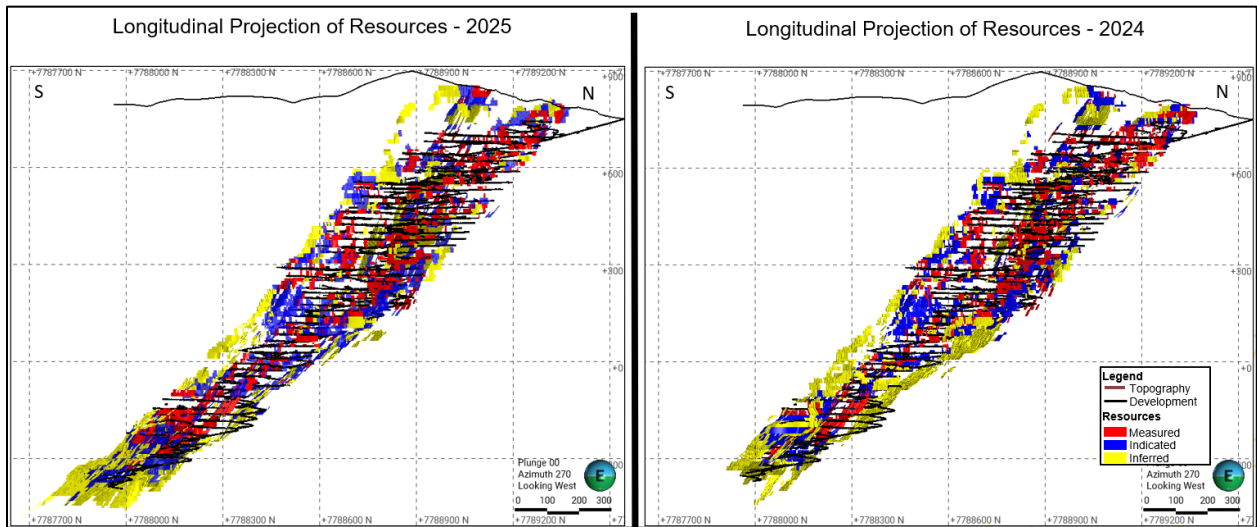 Longitudinal Projection of Resources - 2025
+7787700 N +7788000 N +7788300 N +7788600 N +7788900 N +7789200 N +900
S N
+600
+300
+0
Plunge 00
Azimuth 270
Looking West
E
0 100 200 300
+7787700 N +7788000 N +7788300 N +7788600 N +7788900 N +7789200 N
Longitudinal Projection of Resources - 2024
+7787700 N +7788000 N +7788300 N +7788600 N +7788900 N +7789200 N
S N
+600
+300
+0
Legend
Topography
Development
Resources
Measured
Indicated
Inferred
Azimuth 270
Looking West
E
0 100 200 300
+7787700 N +7788000 N +7788300 N +7788600 N +7788900 N +7789200 N